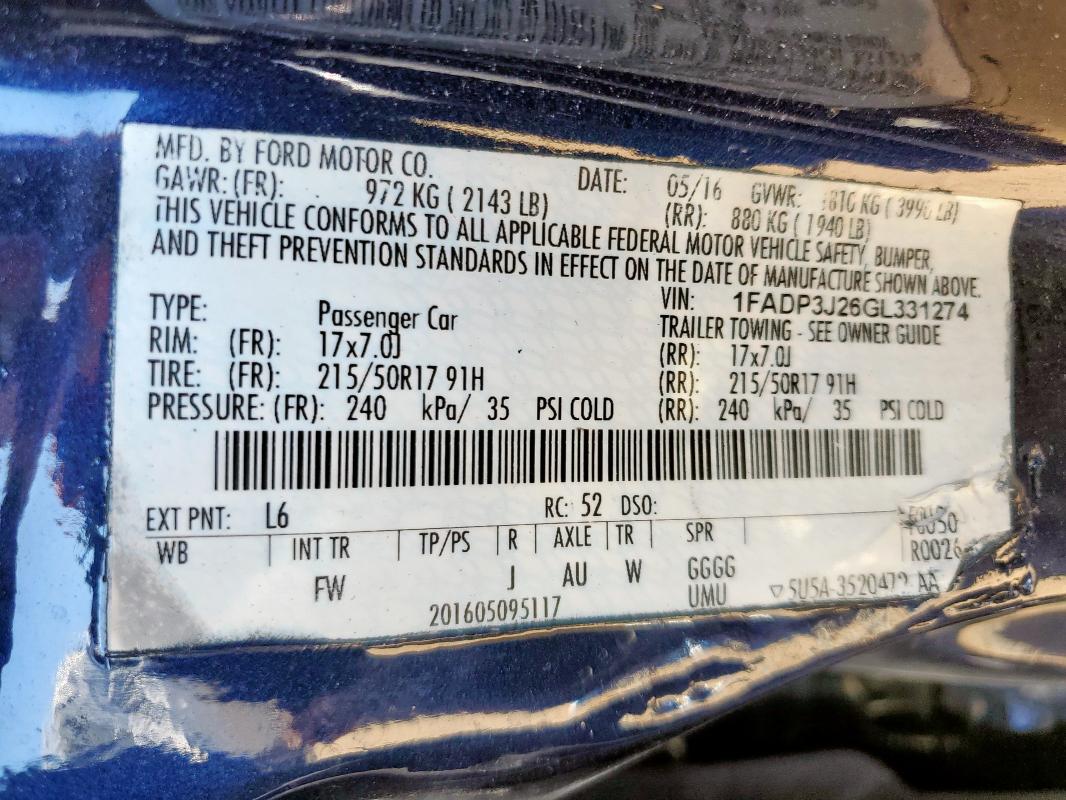 MFD. BY FORD MOTOR CO. DATE: 05/16 GVWR: KG ( LB)
GAWR: (FR): 972 KG ( 2143 LB) (RR): 880 KG ( 1940 LB)
THIS VEHICLE CONFORMS TO ALL APPLICABLE FEDERAL MOTOR VEHICLE SAFETY, BUMPER,
AND THEFT PREVENTION STANDARDS IN EFFECT ON THE DATE OF MANUFACTURE SHOWN ABOVE.
VIN: 1FADP3J26GL331274
TYPE: Passenger Car TRAILER TOWING - SEE OWNER GUIDE
RIM: (FR): 17x7.0J (RR): 17x7.0J
TIRE: (FR): 215/50R17 91H (RR): 215/50R17 91H
PRESSURE: (FR): 240 kPa/ 35 PSI COLD (RR): 240 kPa/ 35 PSI COLD
EXT PNT: L6 RC: 52 DSO:
WB INT TR TP/PS R AXLE TR SPR R0026
FW J AU W GGGG
UMU
201605095117